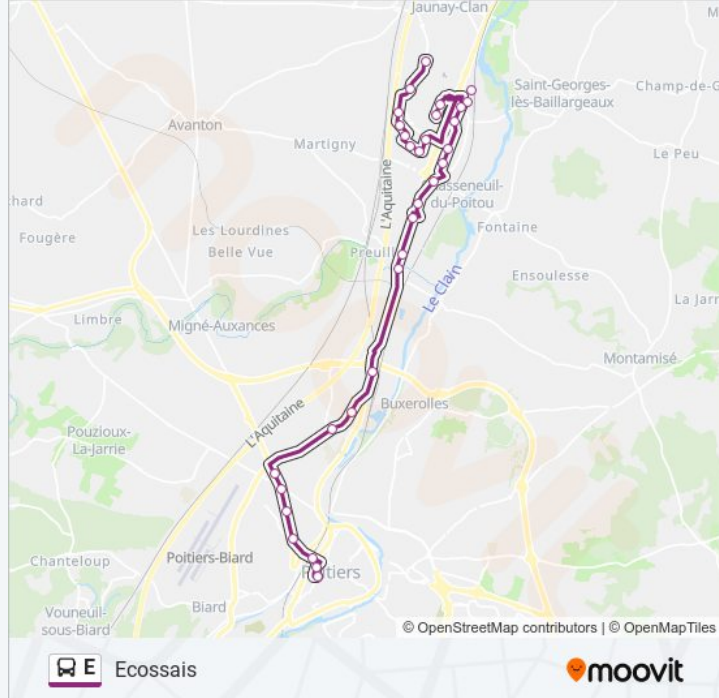 Jaunay-Clan
Saint-Georges-
lès-Baillargeaux
Champ-de-G
Avanton
Martigny
Le Peu
L'Aquitaine
hard
Chasseneuil-
du-Poitou
Fougère
Les Lourdines
Belle Vue
Preuill
Fontaine
Le Clain
Ensoulesse
La Jarr
Limbre
Migné-Auxances
Montamisé
L'Aquitaine
Buxerolles
Pouzioux-
La-Jarrie
Chanteloup
Poitiers-Biard
Poitiers
Biard
Vouneuil-
sous-Biard
© OpenStreetMap contributors | © OpenMapTiles
E Ecossais
moovit